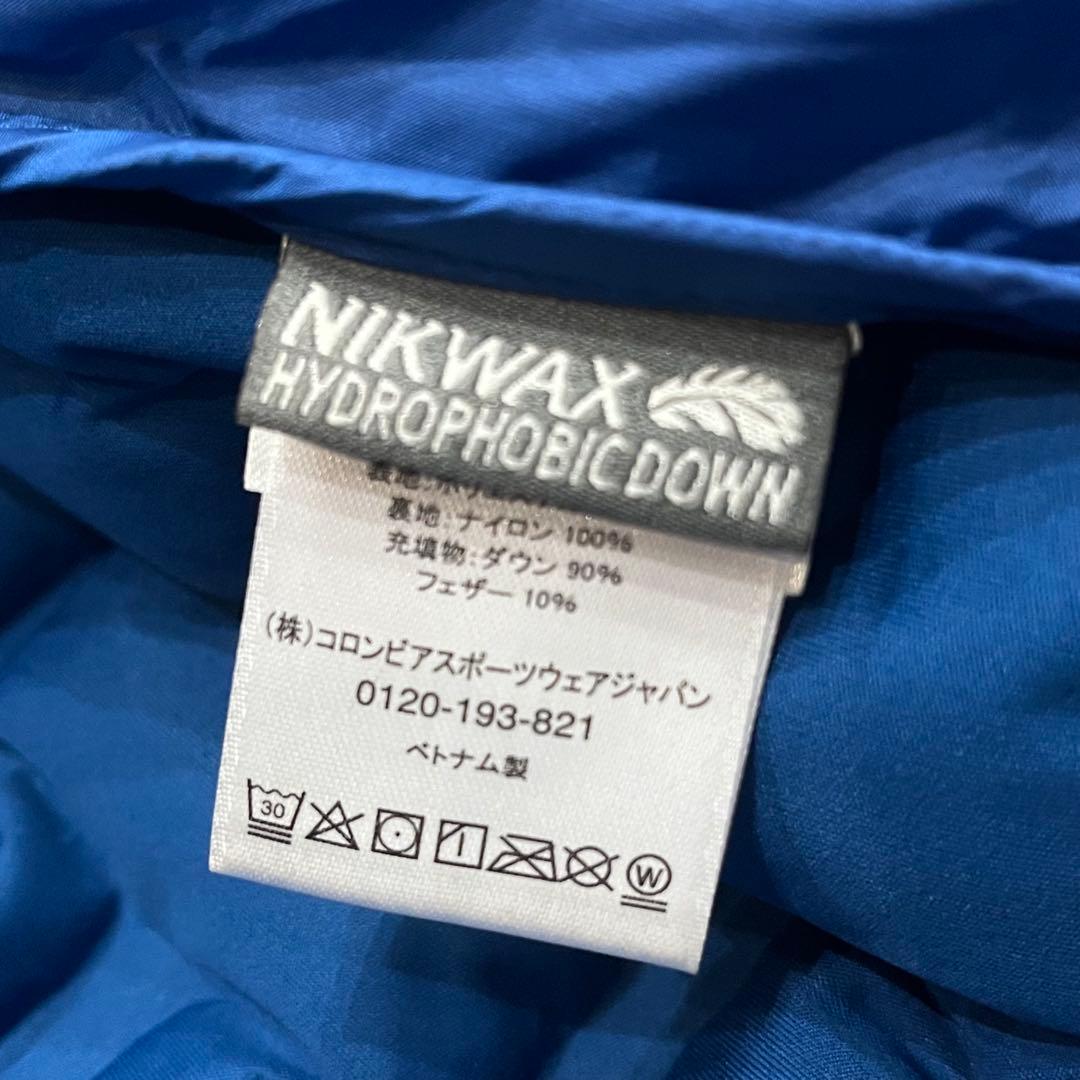 NIKWAX
HYDROPHOBIC DOWN
裏地: ナイロン 100%
充填物: ダウン 90%
フェザー 10%
(株)コロンビアスポーツウェアジャパン
0120-193-821
ベトナム製
30
W